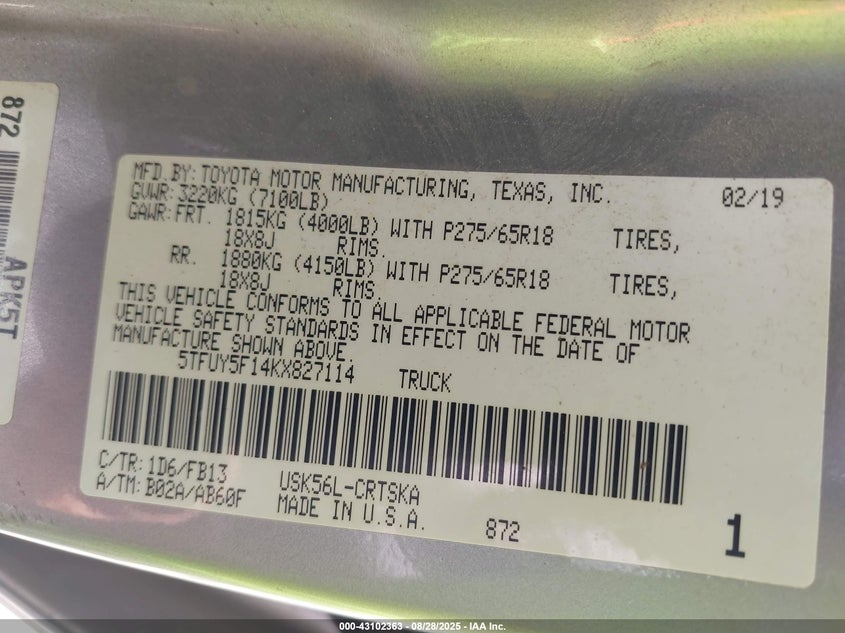 MFD.BY:TOYOTA MOTOR MANUFACTURING, TEXAS, INC. 02/19
GVWR:3220KG (7100LB)
GAWR:FRT. 1815KG (4000LB) WITH P275/65R18 TIRES,
18X8J RIMS.
RR. 1880KG (4150LB) WITH P275/65R18 TIRES,
18X8J RIMS.
THIS VEHICLE CONFORMS TO ALL APPLICABLE FEDERAL MOTOR
VEHICLE SAFETY STANDARDS IN EFFECT ON THE DATE OF
MANUFACTURE SHOWN ABOVE.
5TFUY5F14KX827114 TRUCK
C/TR:1D6/FB13
A/TM:B02A/AB60F
USK56L-CRTSKA
MADE IN U.S.A.
872
1
872
APK5T
000-43102363 - 08/28/2025 - IAA Inc.